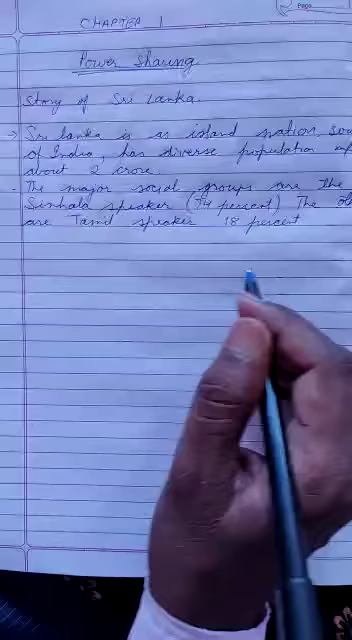 Page
CHAPTER 1
Power Sharing
Story of Sri Lanka.
→ Sri lanka is as island nation, sou
of India, has diverse population
about 2 crore.
- The major social groups are the
Sinhala speaker (74 percent) The
are Tamil speaker 18 percent